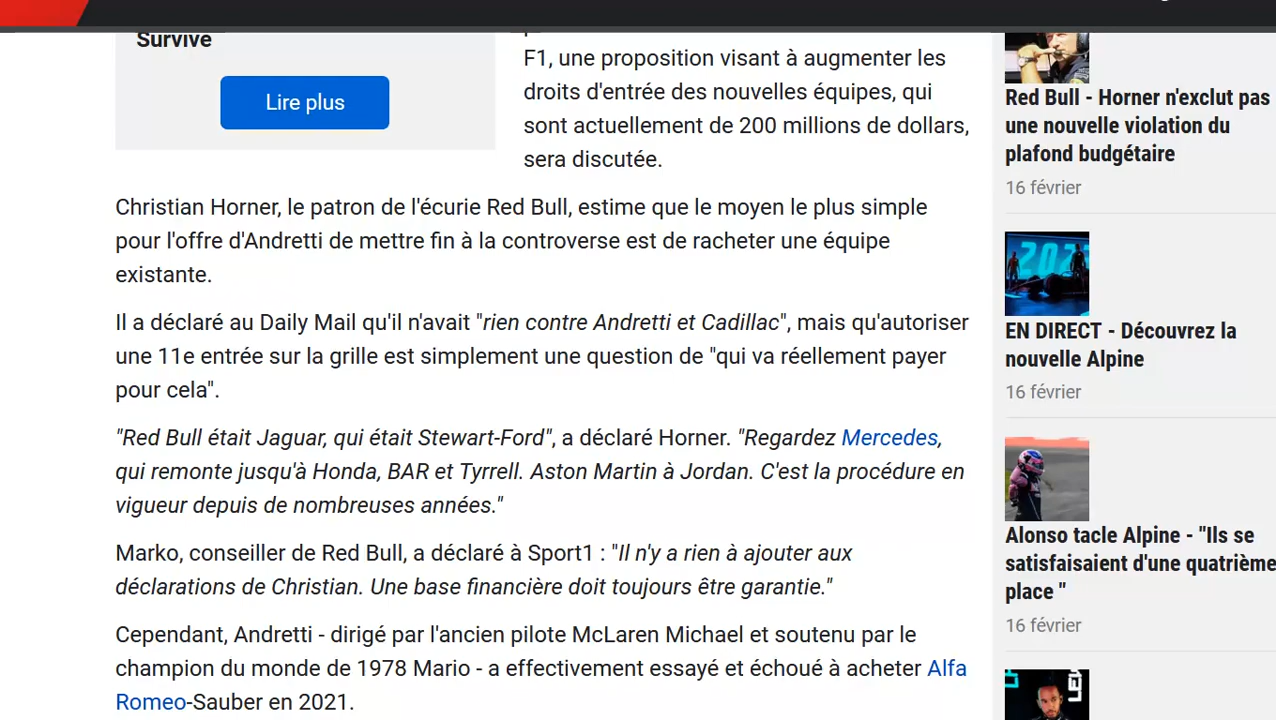 Survive
Lire plus
F1, une proposition visant à augmenter les
droits d'entrée des nouvelles équipes, qui
sont actuellement de 200 millions de dollars,
sera discutée.
Christian Horner, le patron de l'écurie Red Bull, estime que le moyen le plus simple
pour l'offre d'Andretti de mettre fin à la controverse est de racheter une équipe
existante.
Il a déclaré au Daily Mail qu'il n'avait "rien contre Andretti et Cadillac", mais qu'autoriser
une 11e entrée sur la grille est simplement une question de "qui va réellement payer
pour cela".
"Red Bull était Jaguar, qui était Stewart-Ford", a déclaré Horner. "Regardez Mercedes,
qui remonte jusqu'à Honda, BAR et Tyrrell. Aston Martin à Jordan. C'est la procédure en
vigueur depuis de nombreuses années."
Marko, conseiller de Red Bull, a déclaré à Sport1 : "Il n'y a rien à ajouter aux
déclarations de Christian. Une base financière doit toujours être garantie."
Cependant, Andretti - dirigé par l'ancien pilote McLaren Michael et soutenu par le
champion du monde de 1978 Mario - a effectivement essayé et échoué à acheter Alfa
Romeo-Sauber en 2021.
Red Bull - Horner n'exclut pas
une nouvelle violation du
plafond budgétaire
16 février
EN DIRECT - Découvrez la
nouvelle Alpine
16 février
Alonso tacle Alpine - "Ils se
satisfaisaient d'une quatrième
place "
16 février